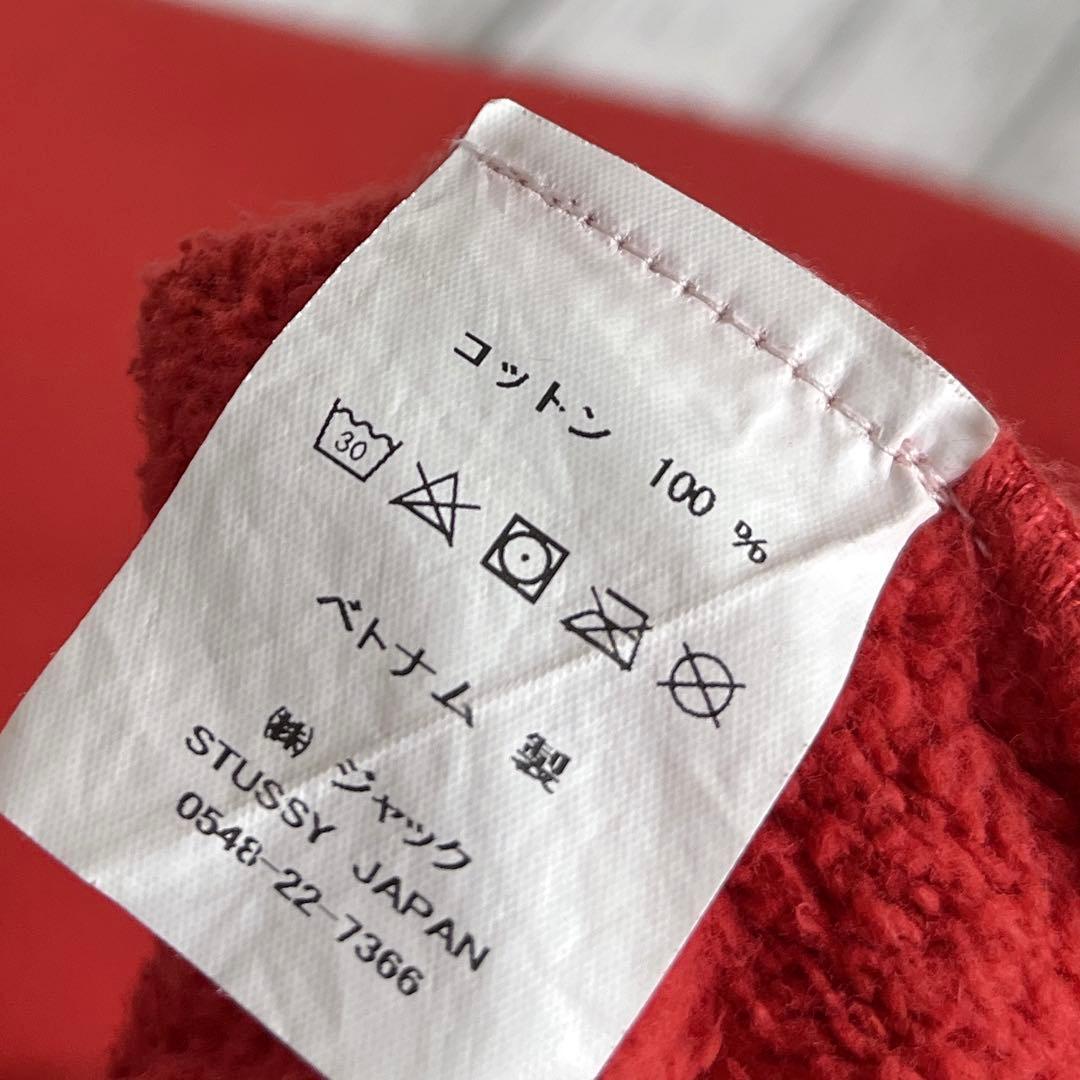 コットン 100 %
30
ベトナム 製
㈱ ジャック
STUSSY JAPAN
0548-22-7366